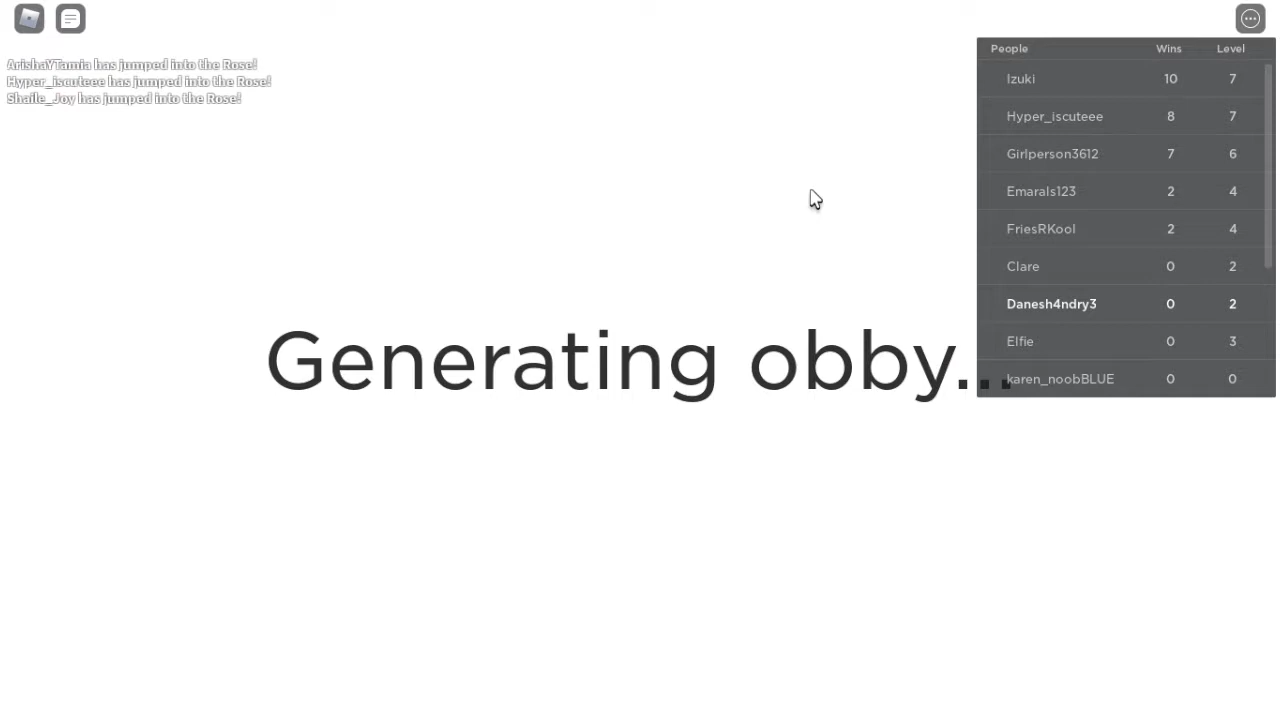 ArishaYTamia has jumped into the Rose!
Hyper_iscuteee has jumped into the Rose!
Shaile_Joy has jumped into the Rose!
People Wins Level
Izuki 10 7
Hyper_iscuteee 8 7
Girlperson3612 7 6
Emarals123 2 4
FriesRKool 2 4
Clare 0 2
Danesh4ndry3 0 2
Elfie 0 3
karen_noobBLUE 0 0
Generating obby...